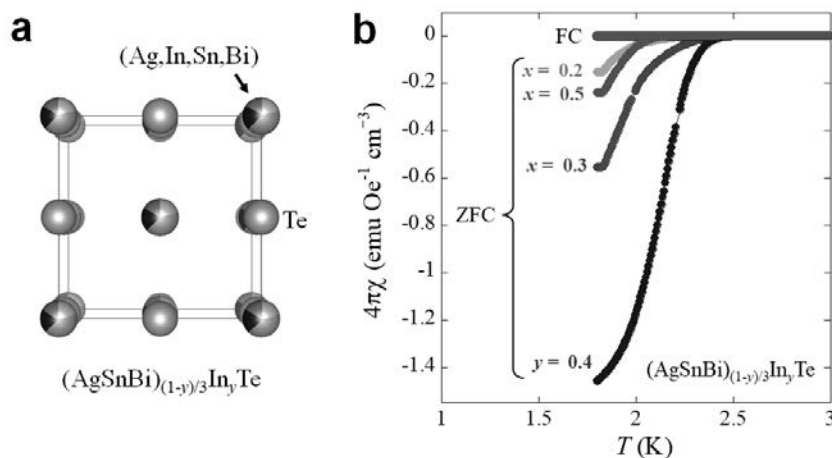 a
(Ag,In,Sn,Bi)
Te
(AgSnBi)(1-y)/3InyTe
b
4πχ (emu Oe-1 cm-3)
0
-0.2
-0.4
-0.6
-0.8
-1
-1.2
-1.4
FC
x = 0.2
x = 0.5
x = 0.3
ZFC
y = 0.4
(AgSnBi)(1-y)/3InyTe
1
1.5
2
2.5
3
T (K)